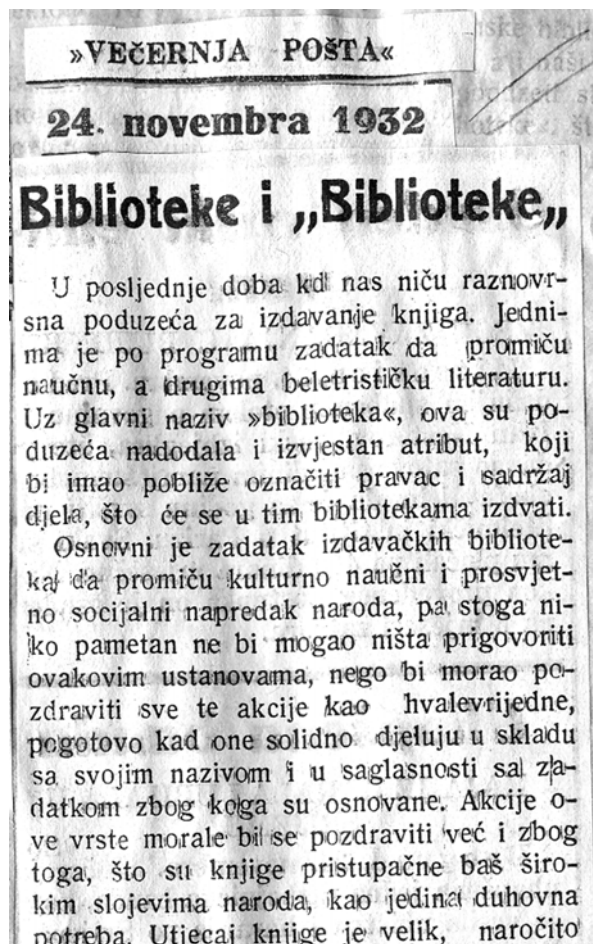 »VEČERNJA POŠTA«
24. novembra 1932
Biblioteke i „Biblioteke„
U posljednje doba kd nas niču raznovr-
sna poduzeća za izdavanje knjiga. Jedni-
ma je po programu zadatak da promiču
naučnu, a drugima beletrističku literaturu.
Uz glavni naziv »biblioteka«, ova su po-
duzeća nadodala i izvjestan atribut, koji
bi imao pobliže označiti pravac i sadržaj
djela, što će se u tim bibliotekama izdvati.
Osnovni je zadatak izdavačkih bibliote-
ka da promiču kulturno naučni i prosvjet-
no socijalni napredak naroda, pa stoga ni-
ko pametan ne bi mogao ništa prigovoriti
ovakovim ustanovama, nego bi morao po-
zdraviti sve te akcije kao hvalevrijedne,
pogotovo kad one solidno djeluju u skladu
sa svojim nazivom i u saglasnosti sa za-
datkom zbog koga su osnovane. Akcije o-
ve vrste morale bi se pozdraviti već i zbog
toga, što su knjige pristupačne baš širo-
kim slojevima naroda, kao jedina duhovna
potreba. Utjecaj knjige je velik, naročito